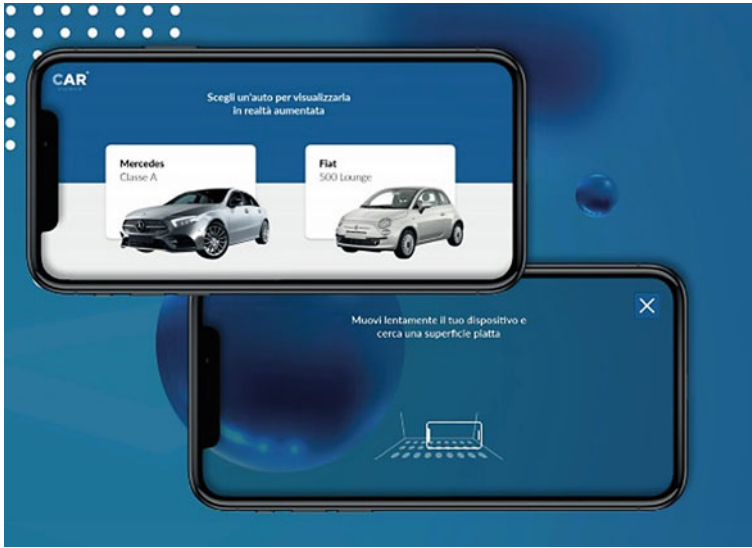 CAR
Scegli un'auto per visualizzarla
in realtà aumentata
Mercedes
Classe A
Fiat
500 Lounge
Muovi lentamente il tuo dispositivo e
cerca una superficie piatta